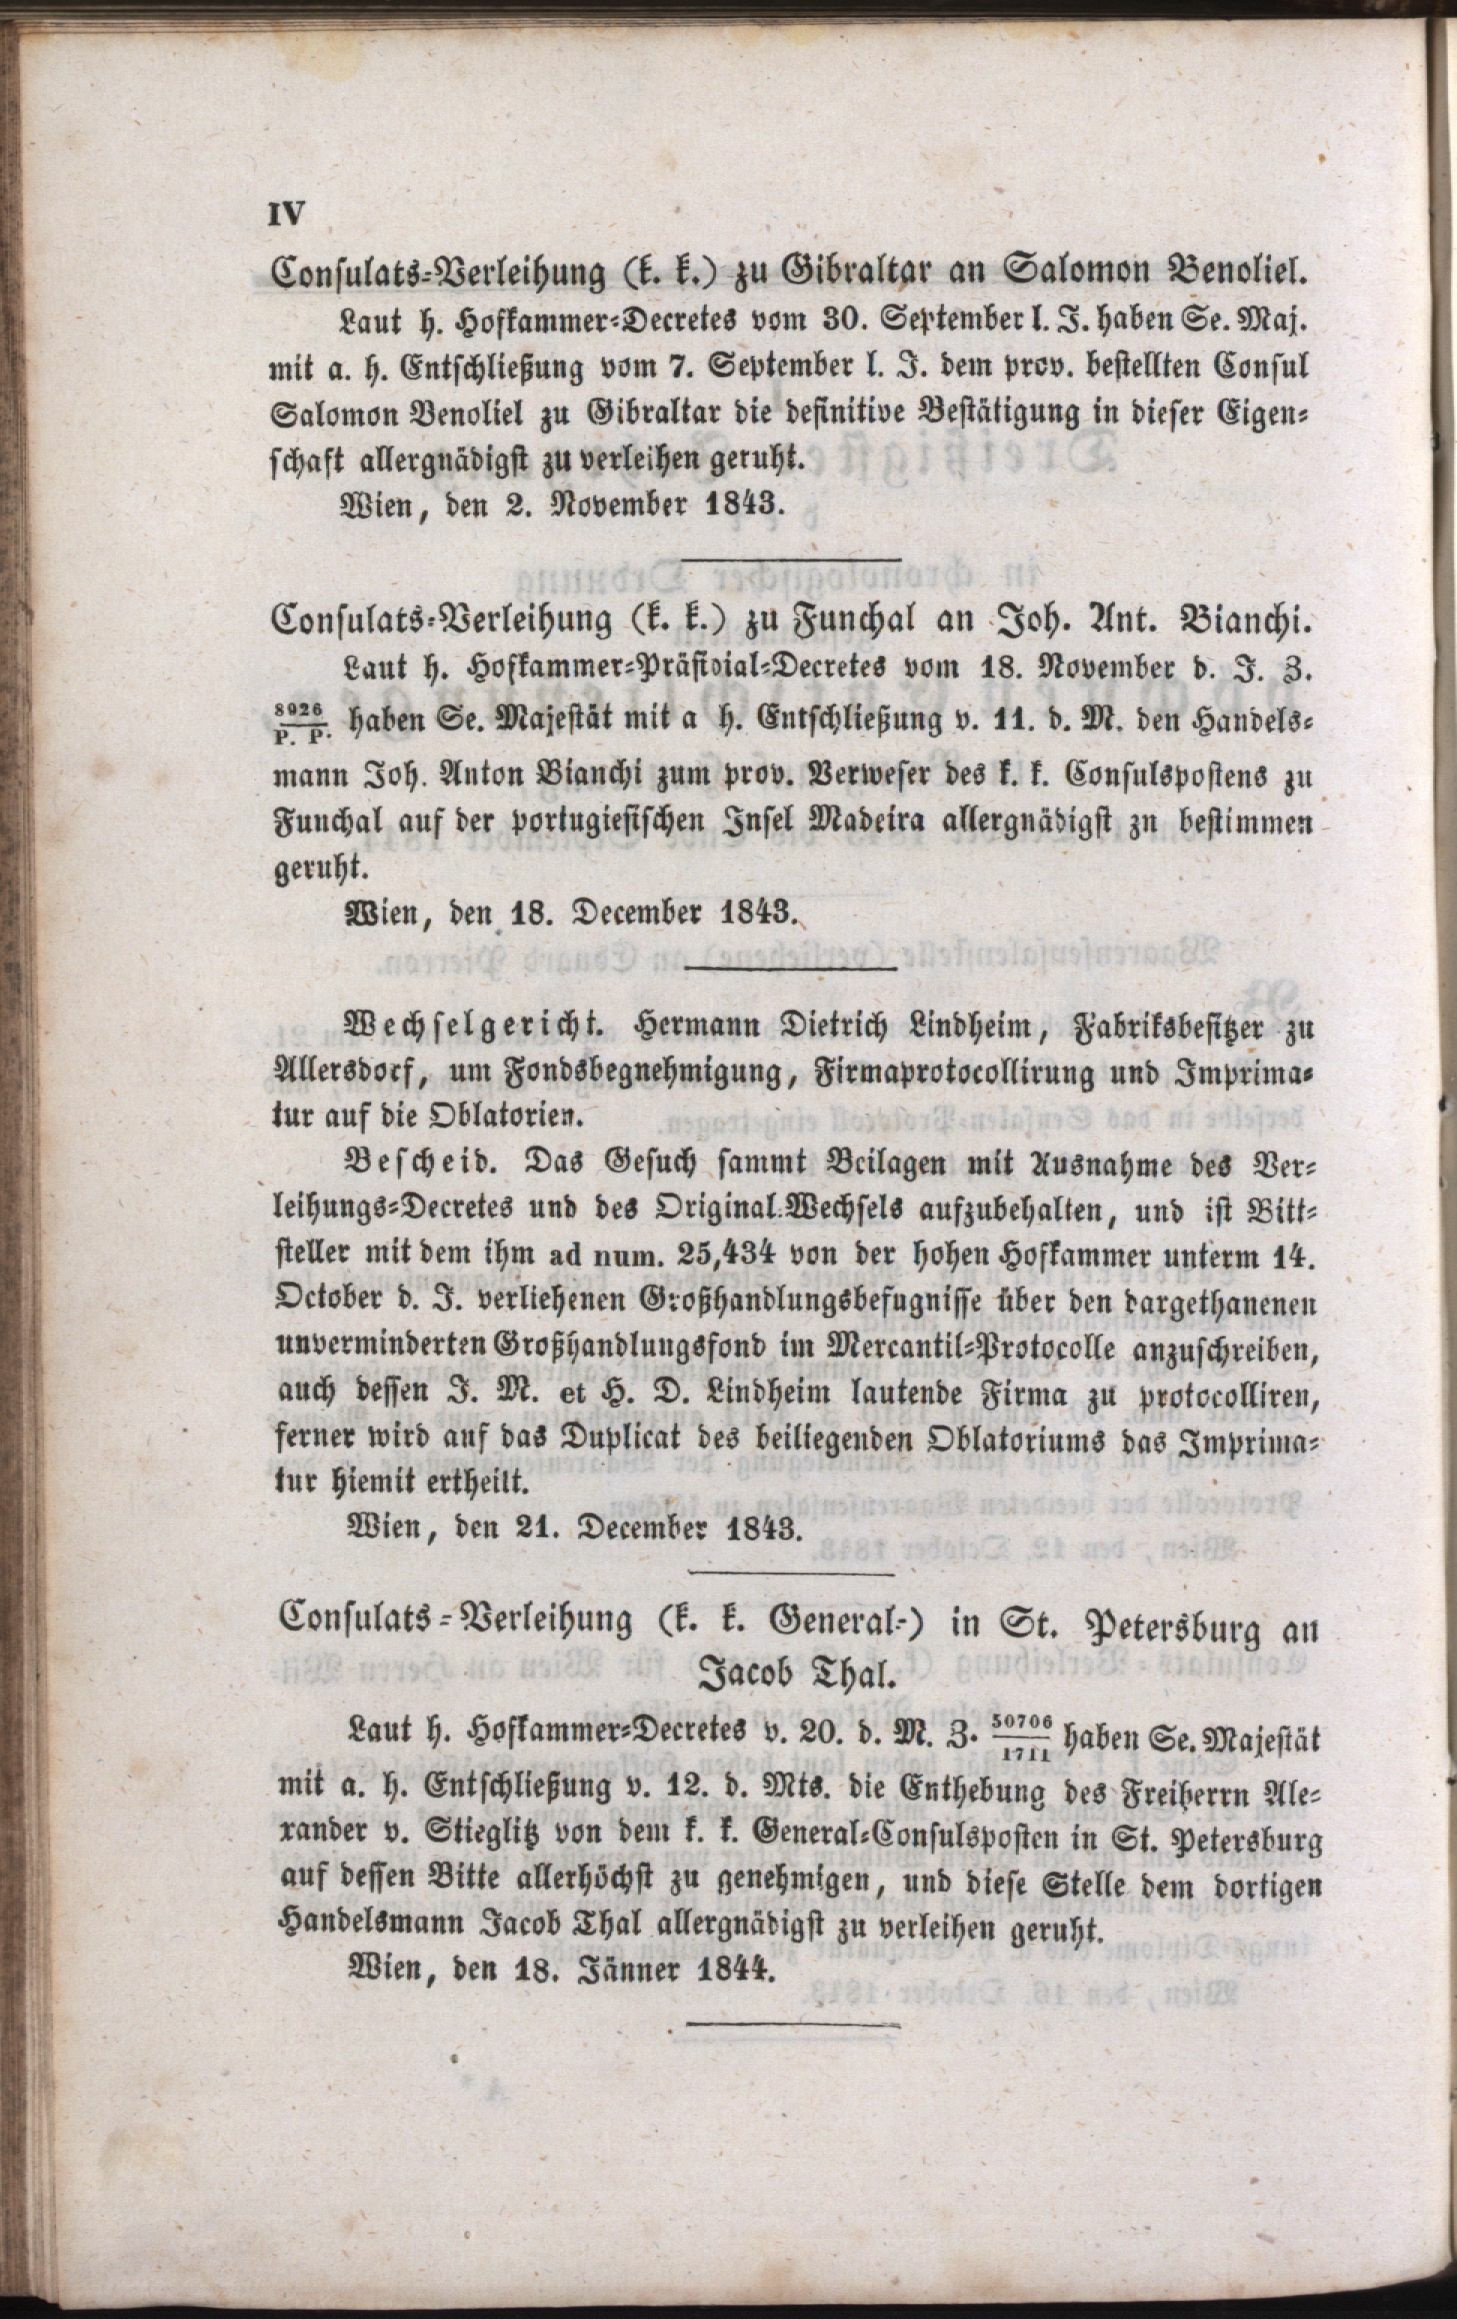 IV
Consulats-Verleihung (k. k.) zu Gibraltar an Salomon Benoliel.
Laut h. Hofkammer-Decretes vom 30. September l. J. haben Se. Maj.
mit a. h. Entschließung vom 7. September l. J. dem prov. bestellten Consul
Salomon Benoliel zu Gibraltar die definitive Bestätigung in dieser Eigen-
schaft allergnädigst zu verleihen geruht.
Wien, den 2. November 1843.
Consulats-Verleihung (k. k.) zu Funchal an Joh. Ant. Bianchi.
Laut h. Hofkammer-Präsidial-Decretes vom 18. November d. J. Z.
8926/P. P. haben Se. Majestät mit a h. Entschließung v. 11. d. M. den Handels-
mann Joh. Anton Bianchi zum prov. Verweser des k. k. Consulspostens zu
Funchal auf der portugiesischen Insel Madeira allergnädigst zn bestimmen
geruht.
Wien, den 18. December 1843.
Wechselgericht. Hermann Dietrich Lindheim, Fabriksbesitzer zu
Allersdorf, um Fondsbegnehmigung, Firmaprotocollirung und Imprima-
tur auf die Oblatorien.
Bescheid. Das Gesuch sammt Beilagen mit Ausnahme des Ver-
leihungs-Decretes und des Original-Wechsels aufzubehalten, und ist Bitt-
steller mit dem ihm ad num. 25,434 von der hohen Hofkammer unterm 14.
October d. J. verliehenen Großhandlungsbefugnisse über den dargethanenen
unverminderten Großhandlungsfond im Mercantil-Protocolle anzuschreiben,
auch dessen J. M. et H. D. Lindheim lautende Firma zu protocolliren,
ferner wird auf das Duplicat des beiliegenden Oblatoriums das Imprima-
tur hiemit ertheilt.
Wien, den 21. December 1843.
Consulats-Verleihung (k. k. General-) in St. Petersburg an
Jacob Thal.
Laut h. Hofkammer-Decretes v. 20. d. M. Z. 50706/1711 haben Se. Majestät
mit a. h. Entschließung v. 12. d. Mts. die Enthebung des Freiherrn Ale-
xander v. Stieglitz von dem k. k. General-Consulsposten in St. Petersburg
auf dessen Bitte allerhöchst zu genehmigen, und diese Stelle dem dortigen
Handelsmann Jacob Thal allergnädigst zu verleihen geruht.
Wien, den 18. Jänner 1844.